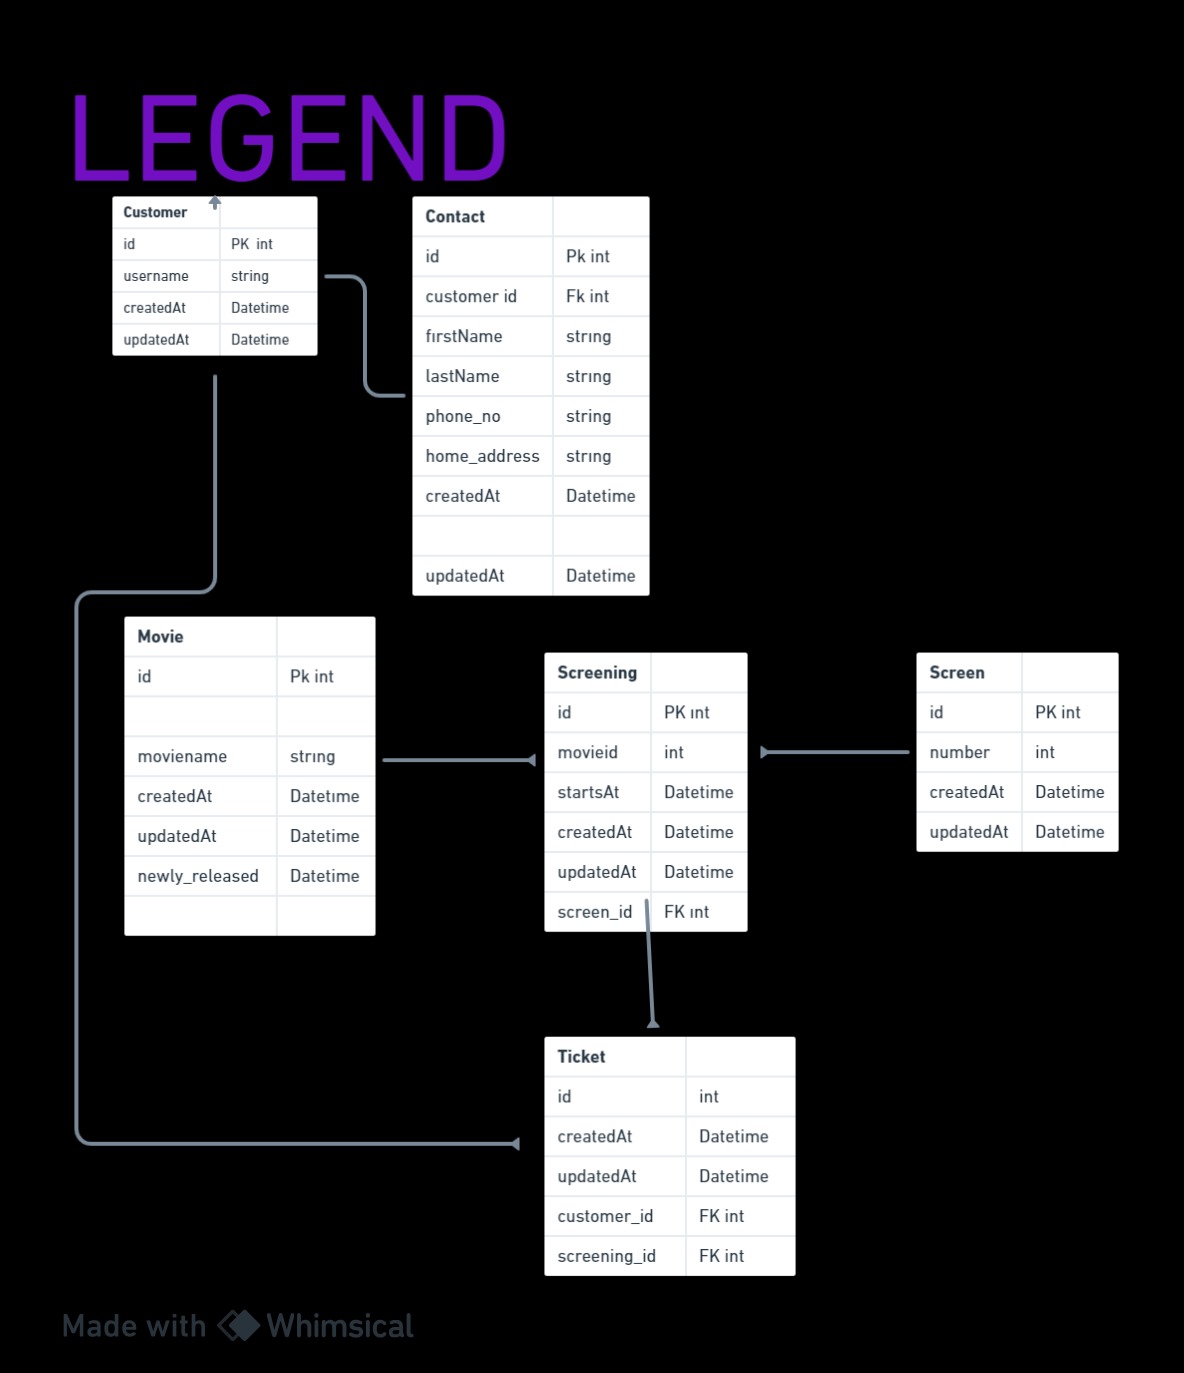 LEGEND
Customer
id PK int
username string
createdAt Datetime
updatedAt Datetime
Contact
id Pk int
customer id Fk int
firstName string
lastName string
phone_no string
home_address string
createdAt Datetime
updatedAt Datetime
Movie
id Pk int
moviename string
createdAt Datetime
updatedAt Datetime
newly_released Datetime
Screening
id PK int
movieid int
startsAt Datetime
createdAt Datetime
updatedAt Datetime
screen_id FK int
Screen
id PK int
number int
createdAt Datetime
updatedAt Datetime
Ticket
id int
createdAt Datetime
updatedAt Datetime
customer_id FK int
screening_id FK int
Made with Whimsical